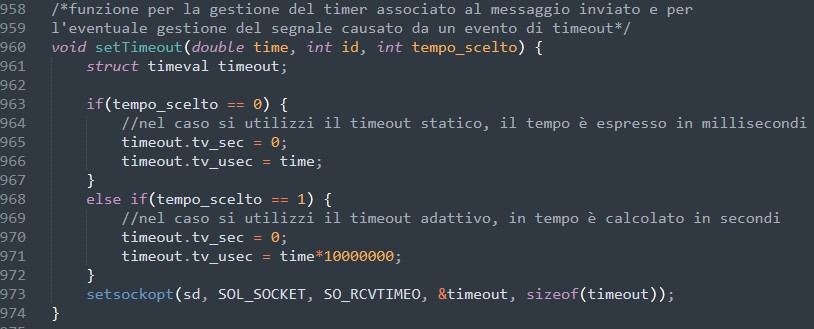 958 /*funzione per la gestione del timer associato al messaggio inviato e per
959 l'eventuale gestione del segnale causato da un evento di timeout*/
960 void setTimeout(double time, int id, int tempo_scelto) {
961     struct timeval timeout;
962
963     if(tempo_scelto == 0) {
964         //nel caso si utilizzi il timeout statico, il tempo è espresso in millisecondi
965         timeout.tv_sec = 0;
966         timeout.tv_usec = time;
967     }
968     else if(tempo_scelto == 1) {
969         //nel caso si utilizzi il timeout adattivo, in tempo è calcolato in secondi
970         timeout.tv_sec = 0;
971         timeout.tv_usec = time*10000000;
972     }
973     setsockopt(sd, SOL_SOCKET, SO_RCVTIMEO, &timeout, sizeof(timeout));
974 }